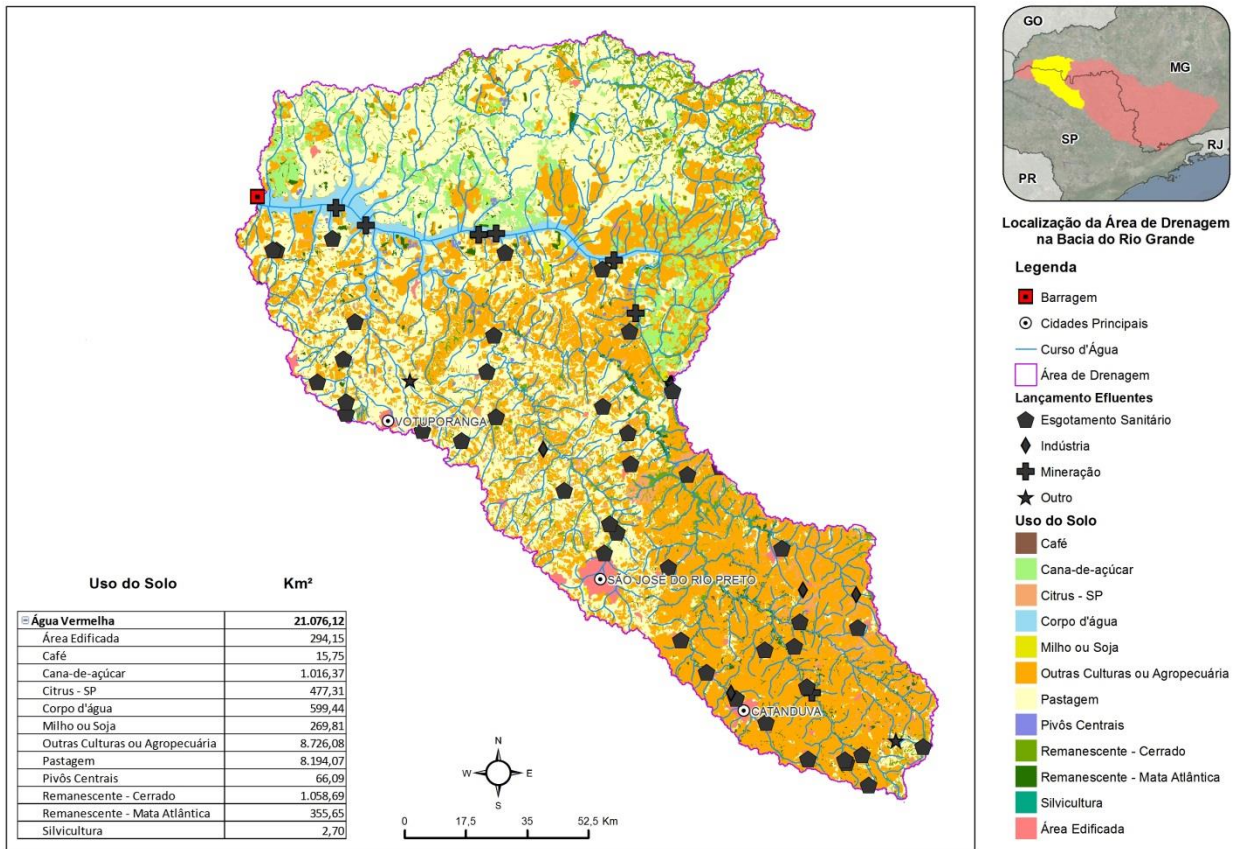 VOTUPORANGA
SÃO JOSÉ DO RIO PRETO
CATANDUVA
Uso do Solo Km²
Água Vermelha 21.076,12
Área Edificada 294,15
Café 15,75
Cana-de-açúcar 1.016,37
Citrus - SP 477,31
Corpo d'água 599,44
Milho ou Soja 269,81
Outras Culturas ou Agropecuária 8.726,08
Pastagem 8.194,07
Pivôs Centrais 66,09
Remanescente - Cerrado 1.058,69
Remanescente - Mata Atlântica 355,65
Silvicultura 2,70
N
W E
S
0 17,5 35 52,5 Km
GO
MG
SP
RJ
PR
Localização da Área de Drenagem
na Bacia do Rio Grande
Legenda
Barragem
Cidades Principais
Curso d'Água
Área de Drenagem
Lançamento Efluentes
Esgotamento Sanitário
Indústria
Mineração
Outro
Uso do Solo
Café
Cana-de-açúcar
Citrus - SP
Corpo d'água
Milho ou Soja
Outras Culturas ou Agropecuária
Pastagem
Pivôs Centrais
Remanescente - Cerrado
Remanescente - Mata Atlântica
Silvicultura
Área Edificada